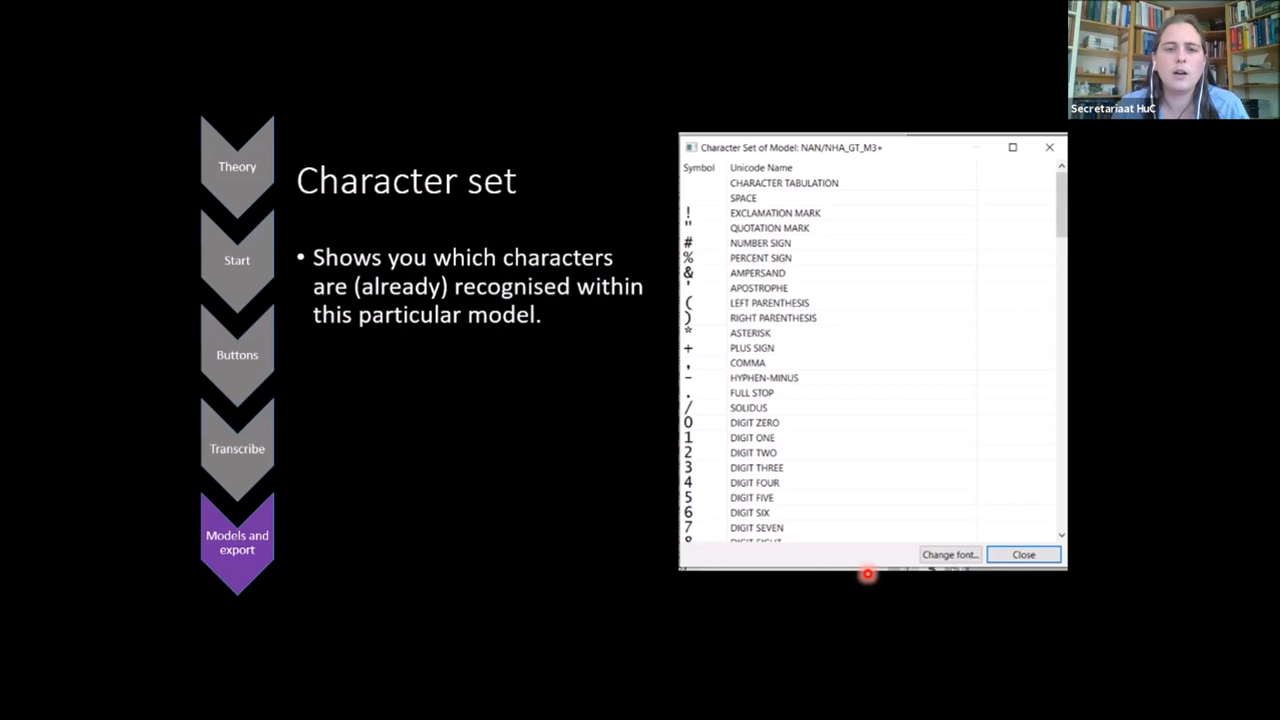 Secretariaat HuC
Theory
Start
Buttons
Transcribe
Models and
export
Character set
• Shows you which characters
are (already) recognised within
this particular model.
Character Set of Model: NAN/NHA_GT_M3+
Symbol Unicode Name
CHARACTER TABULATION
SPACE
! EXCLAMATION MARK
" QUOTATION MARK
# NUMBER SIGN
% PERCENT SIGN
& AMPERSAND
' APOSTROPHE
( LEFT PARENTHESIS
) RIGHT PARENTHESIS
* ASTERISK
+ PLUS SIGN
, COMMA
- HYPHEN-MINUS
. FULL STOP
/ SOLIDUS
0 DIGIT ZERO
1 DIGIT ONE
2 DIGIT TWO
3 DIGIT THREE
4 DIGIT FOUR
5 DIGIT FIVE
6 DIGIT SIX
7 DIGIT SEVEN
8 DIGIT EIGHT
Change font... Close